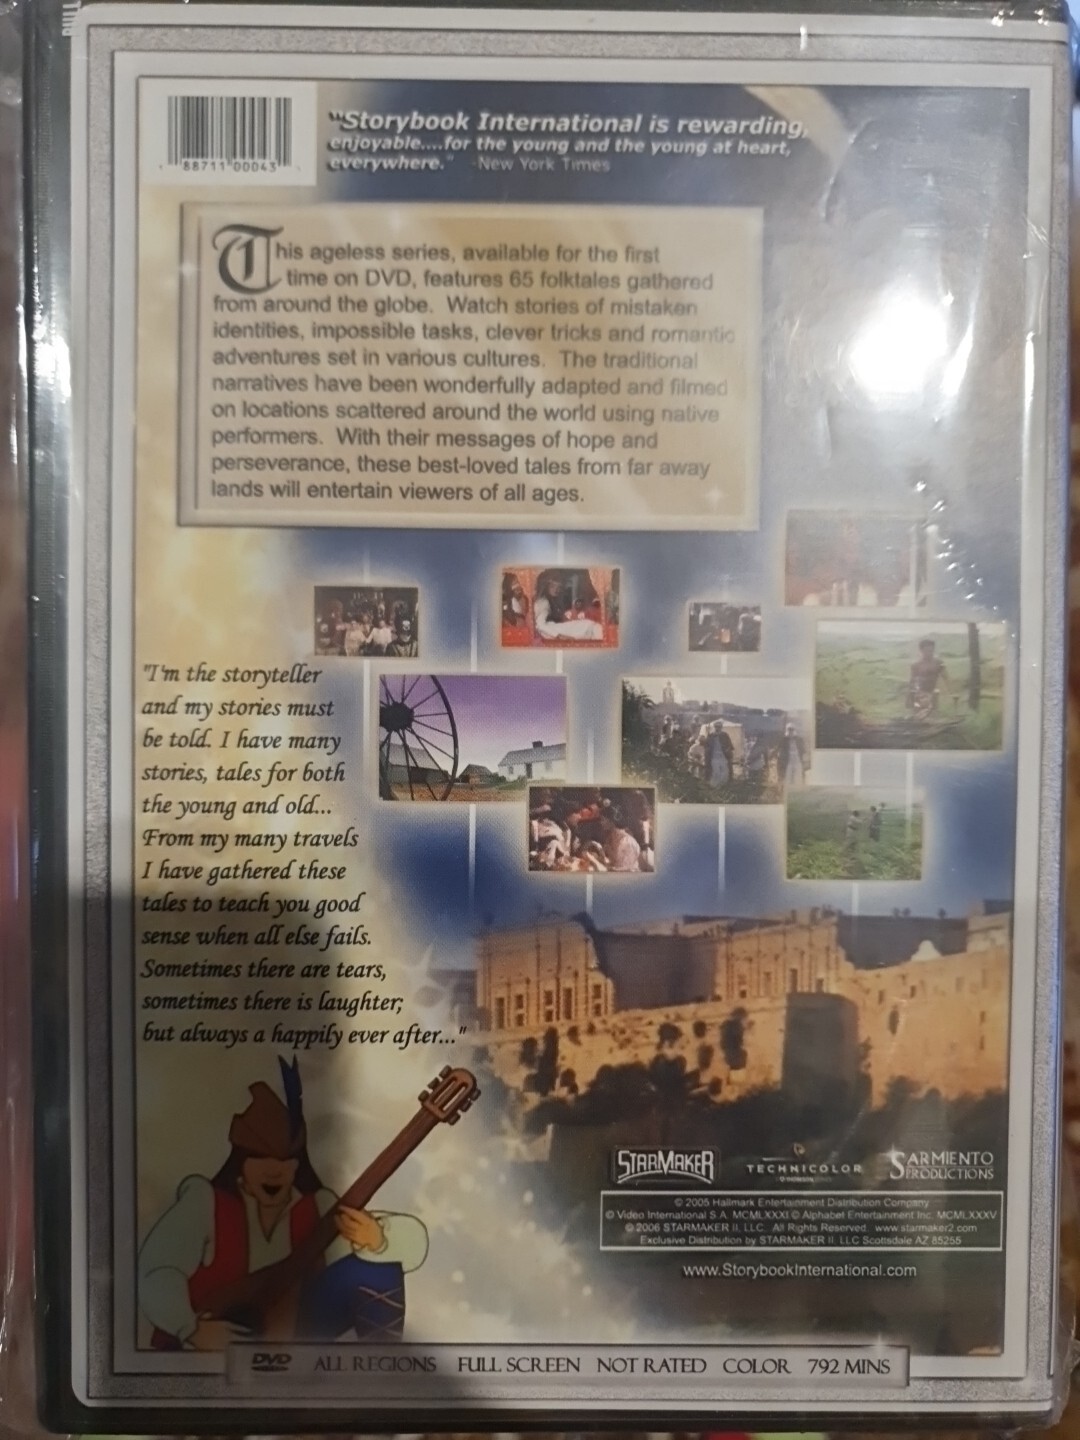 "Storybook International is rewarding,
enjoyable....for the young and the young at heart,
everywhere." -New York Times
88711 00043
This ageless series, available for the first
time on DVD, features 65 folktales gathered
from around the globe. Watch stories of mistaken
identities, impossible tasks, clever tricks and romantic
adventures set in various cultures. The traditional
narratives have been wonderfully adapted and filmed
on locations scattered around the world using native
performers. With their messages of hope and
perseverance, these best-loved tales from far away
lands will entertain viewers of all ages.
"I'm the storyteller
and my stories must
be told. I have many
stories, tales for both
the young and old...
From my many travels
I have gathered these
tales to teach you good
sense when all else fails.
Sometimes there are tears,
sometimes there is laughter;
but always a happily ever after..."
STARMAKER
TECHNICOLOR
SARMIENTO
PRODUCTIONS
© 2005 Hallmark Entertainment Distribution Company
© Video International S.A. MCMLXXXI © Alphabet Entertainment Inc. MCMLXXXV
© 2006 STARMAKER II, LLC. All Rights Reserved. www.starmaker2.com
Exclusive Distribution by STARMAKER II, LLC Scottsdale AZ 85255
www.StorybookInternational.com
DVD ALL REGIONS FULL SCREEN NOT RATED COLOR 792 MINS